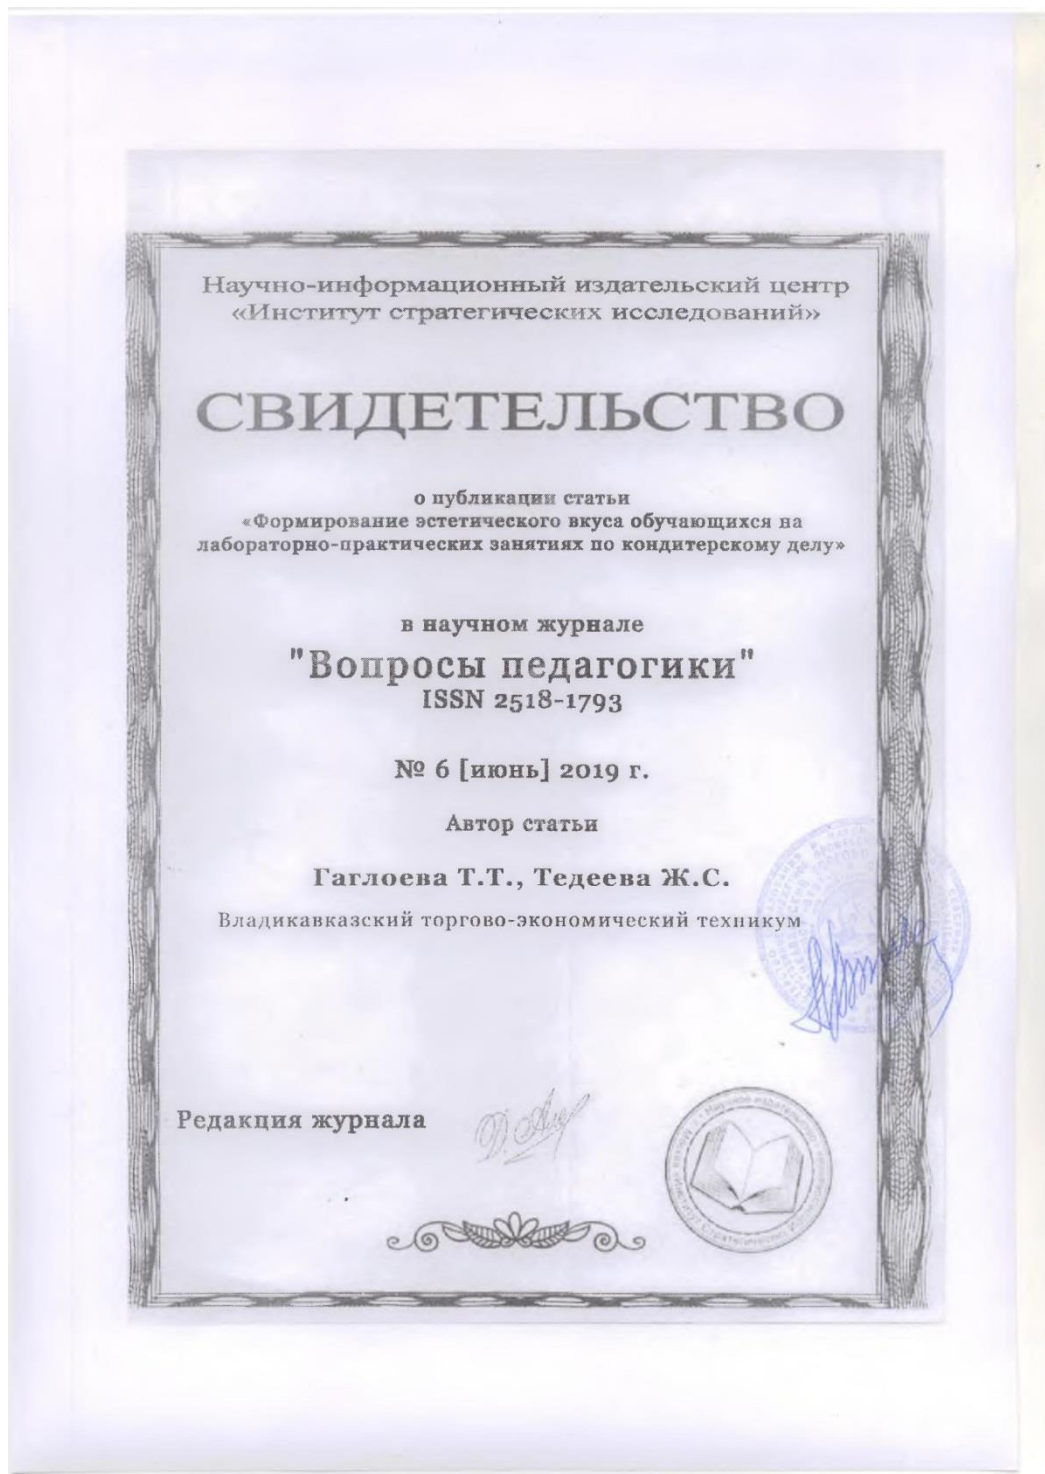 Научно-информационный издательский центр
«Институт стратегических исследований»
СВИДЕТЕЛЬСТВО
о публикации статьи
«Формирование эстетического вкуса обучающихся на
лабораторно-практических занятиях по кондитерскому делу»
в научном журнале
"Вопросы педагогики"
ISSN 2518-1793
№ 6 [июнь] 2019 г.
Автор статьи
Гаглоева Т.Т., Тедеева Ж.С.
Владикавказский торгово-экономический техникум
Редакция журнала